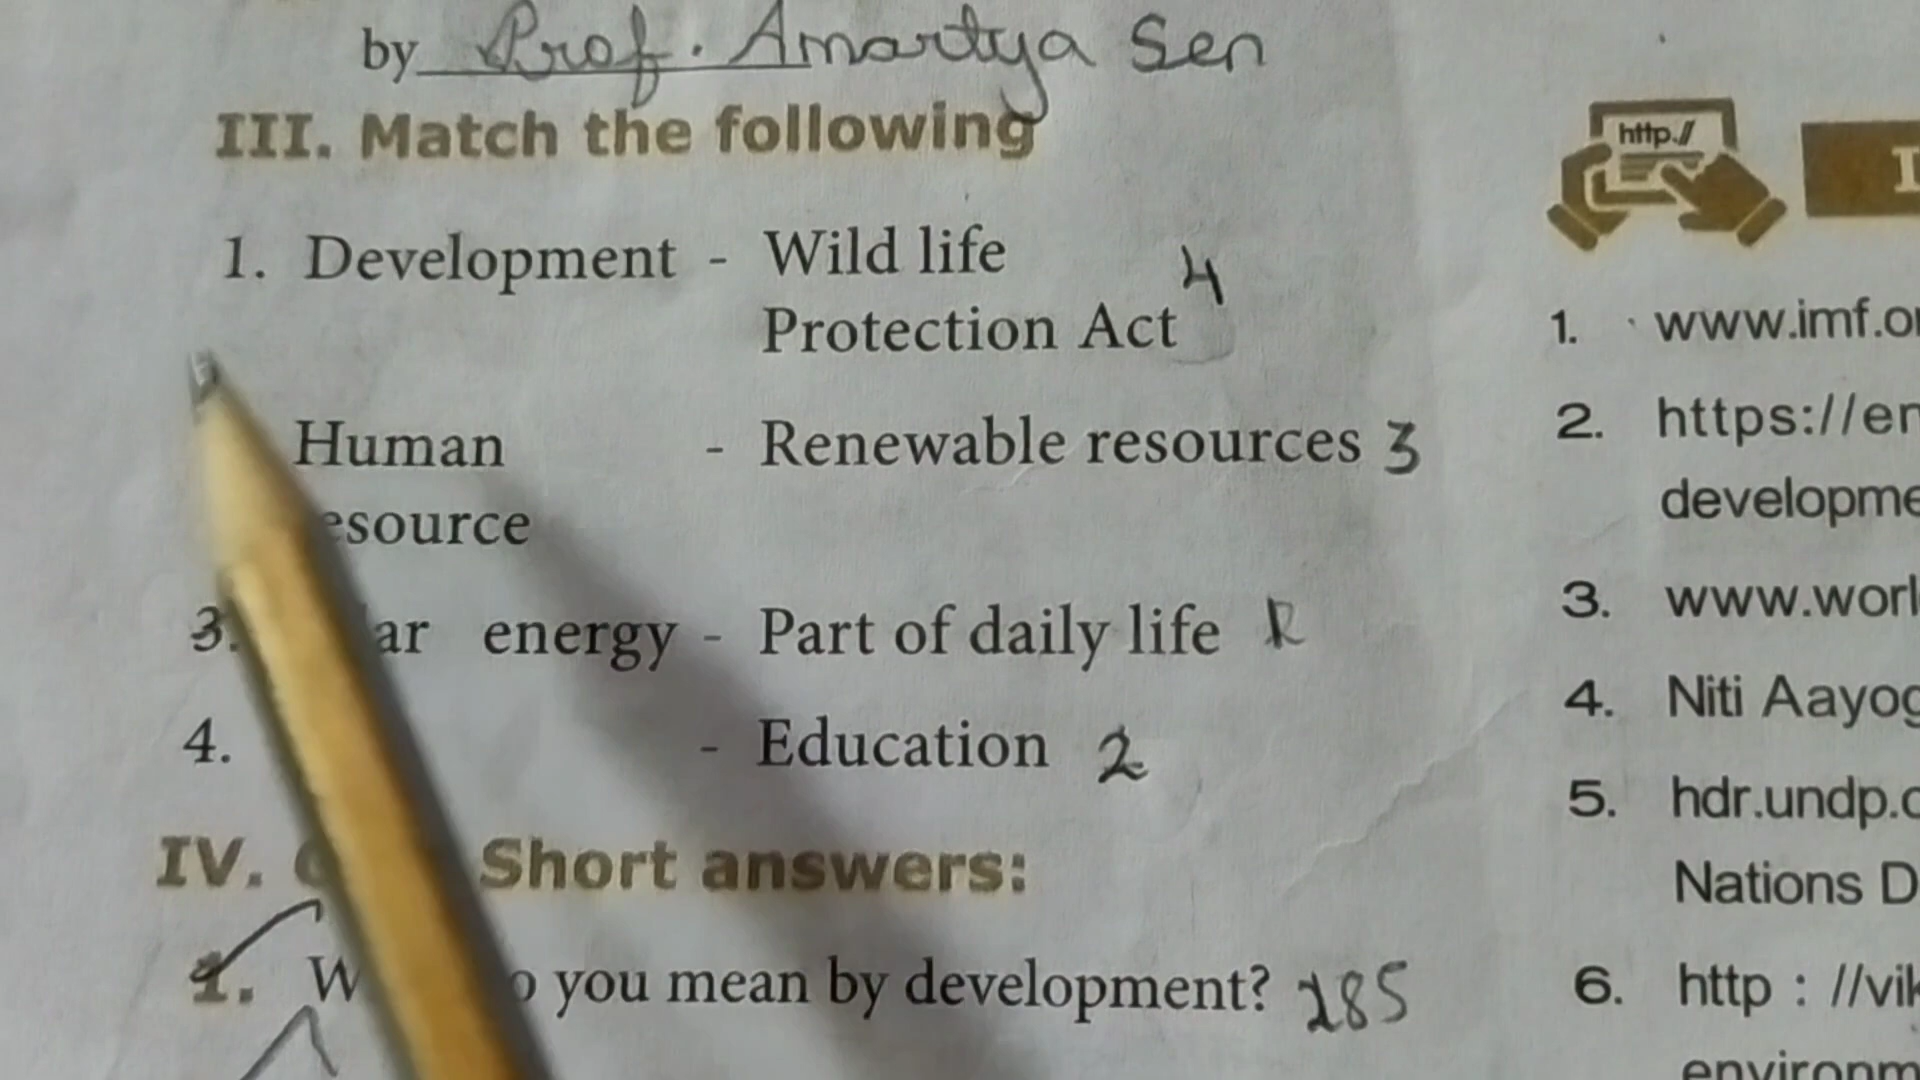 by Prof. Amartya Sen
III. Match the following
1. Development - Wild life
Protection Act 4
Human - Renewable resources 3
esource
3. ar energy - Part of daily life
4. - Education 2
IV. Short answers:
1. W o you mean by development? 285
http://
1. www.imf.or
2. https://en
developme
3. www.worl
4. Niti Aayog
5. hdr.undp.o
Nations D
6. http : //vik
environm